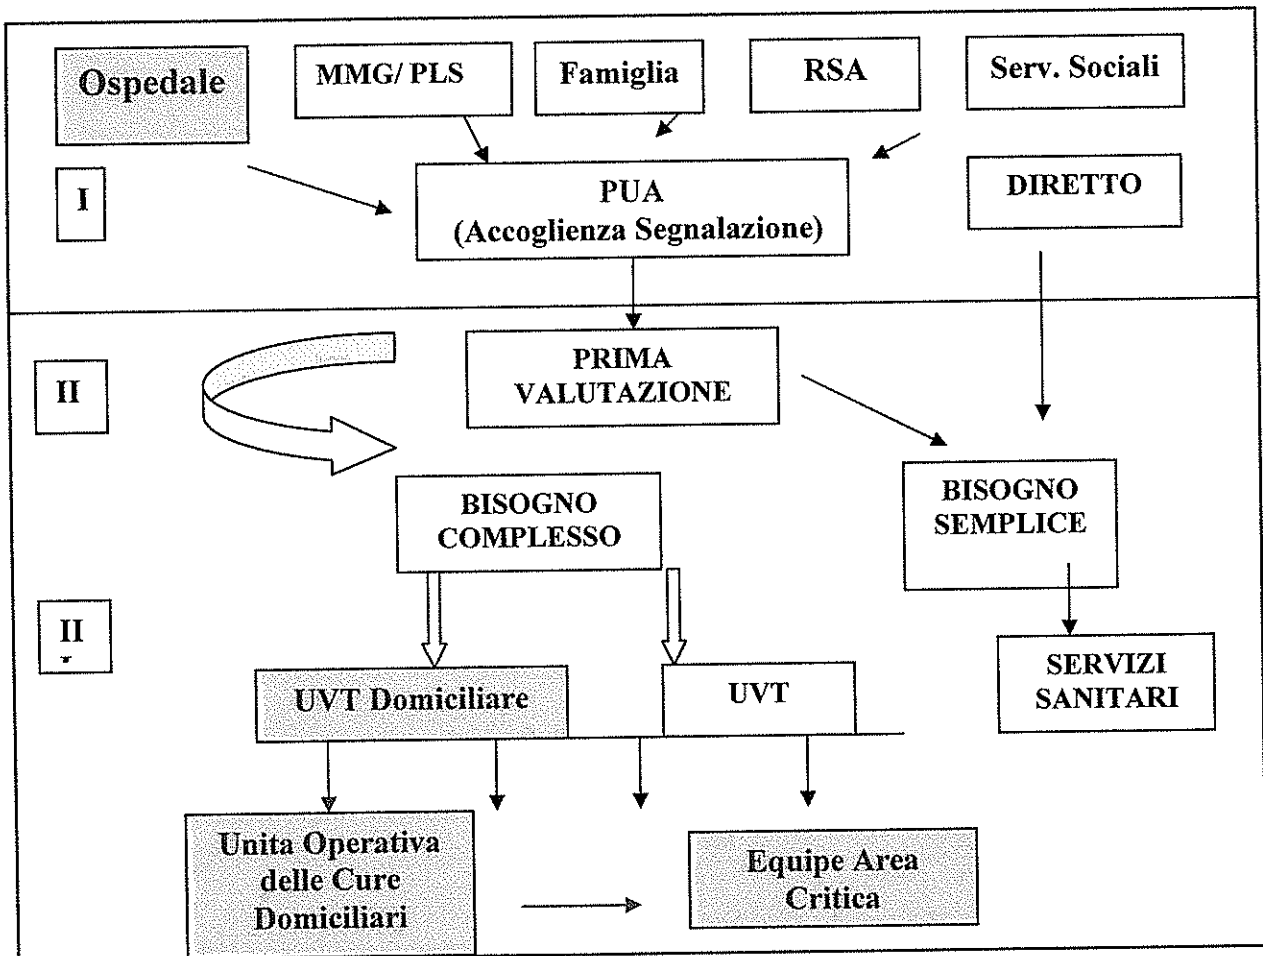 Ospedale
MMG/ PLS
Famiglia
RSA
Serv. Sociali
I
PUA
(Accoglienza Segnalazione)
DIRETTO
II
PRIMA
VALUTAZIONE
BISOGNO
COMPLESSO
BISOGNO
SEMPLICE
II
UVT Domiciliare
UVT
SERVIZI
SANITARI
Unita Operativa
delle Cure
Domiciliari
Equipe Area
Critica